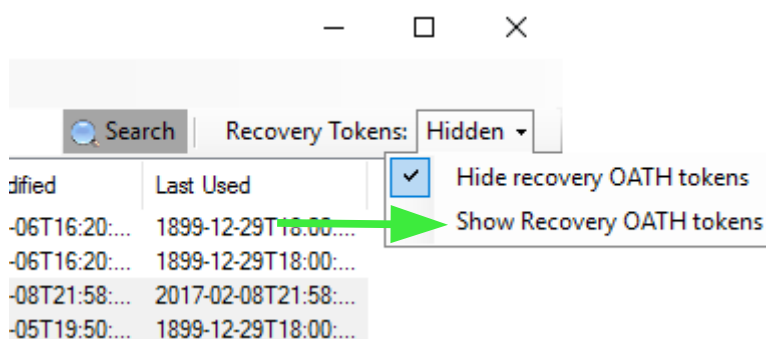 Search Recovery Tokens: Hidden
Hide recovery OATH tokens
Show Recovery OATH tokens
dified Last Used
-06T16:20:... 1899-12-29T18:00:...
-06T16:20:... 1899-12-29T18:00:...
-08T21:58:... 2017-02-08T21:58:...
-05T19:50:... 1899-12-29T18:00:...